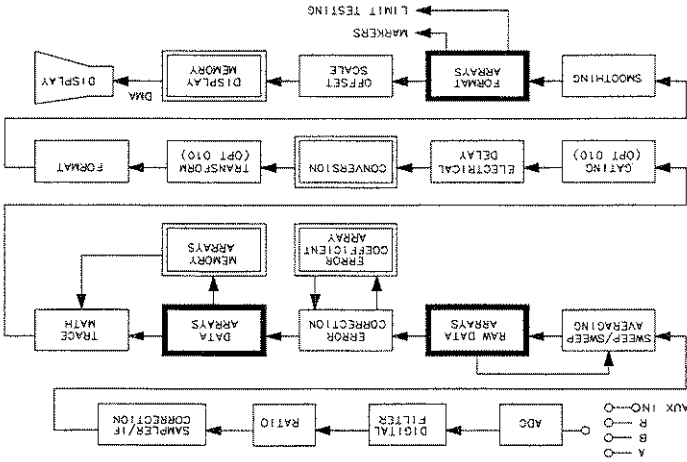 A
B
R
AUX IN
ADC
DIGITAL
FILTER
RATIO
SAMPLER/IF
CORRECTION
SWEEP/SWEEP
AVERAGING
RAW DATA
ARRAYS
ERROR
CORRECTION
DATA
ARRAYS
TRACE
MATH
ERROR
COEFFICIENT
ARRAY
MEMORY
ARRAYS
GATING
(OPT 010)
ELECTRICAL
DELAY
CONVERSION
TRANSFORM
(OPT 010)
FORMAT
SMOOTHING
FORMAT
ARRAYS
OFFSET
SCALE
DISPLAY
MEMORY
DMA
DISPLAY
MARKERS
LIMIT TESTING